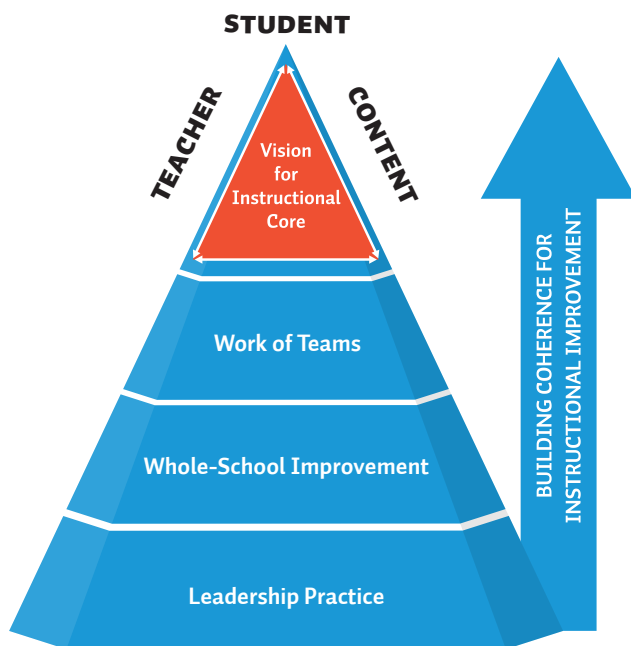 STUDENT
TEACHER
CONTENT
Vision
for
Instructional
Core
Work of Teams
Whole-School Improvement
Leadership Practice
BUILDING COHERENCE FOR
INSTRUCTIONAL IMPROVEMENT